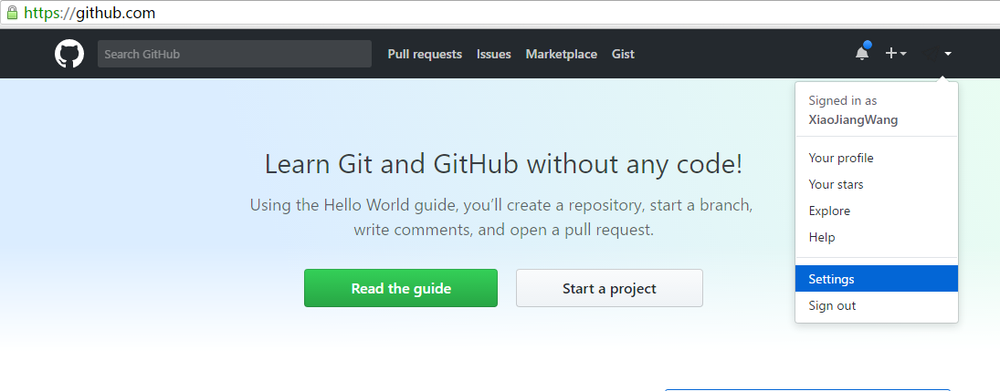 https://github.com
Search GitHub
Pull requests Issues Marketplace Gist
Signed in as
XiaoJiangWang
Your profile
Your stars
Explore
Help
Settings
Sign out
Learn Git and GitHub without any code!
Using the Hello World guide, you’ll create a repository, start a branch,
write comments, and open a pull request.
Read the guide
Start a project